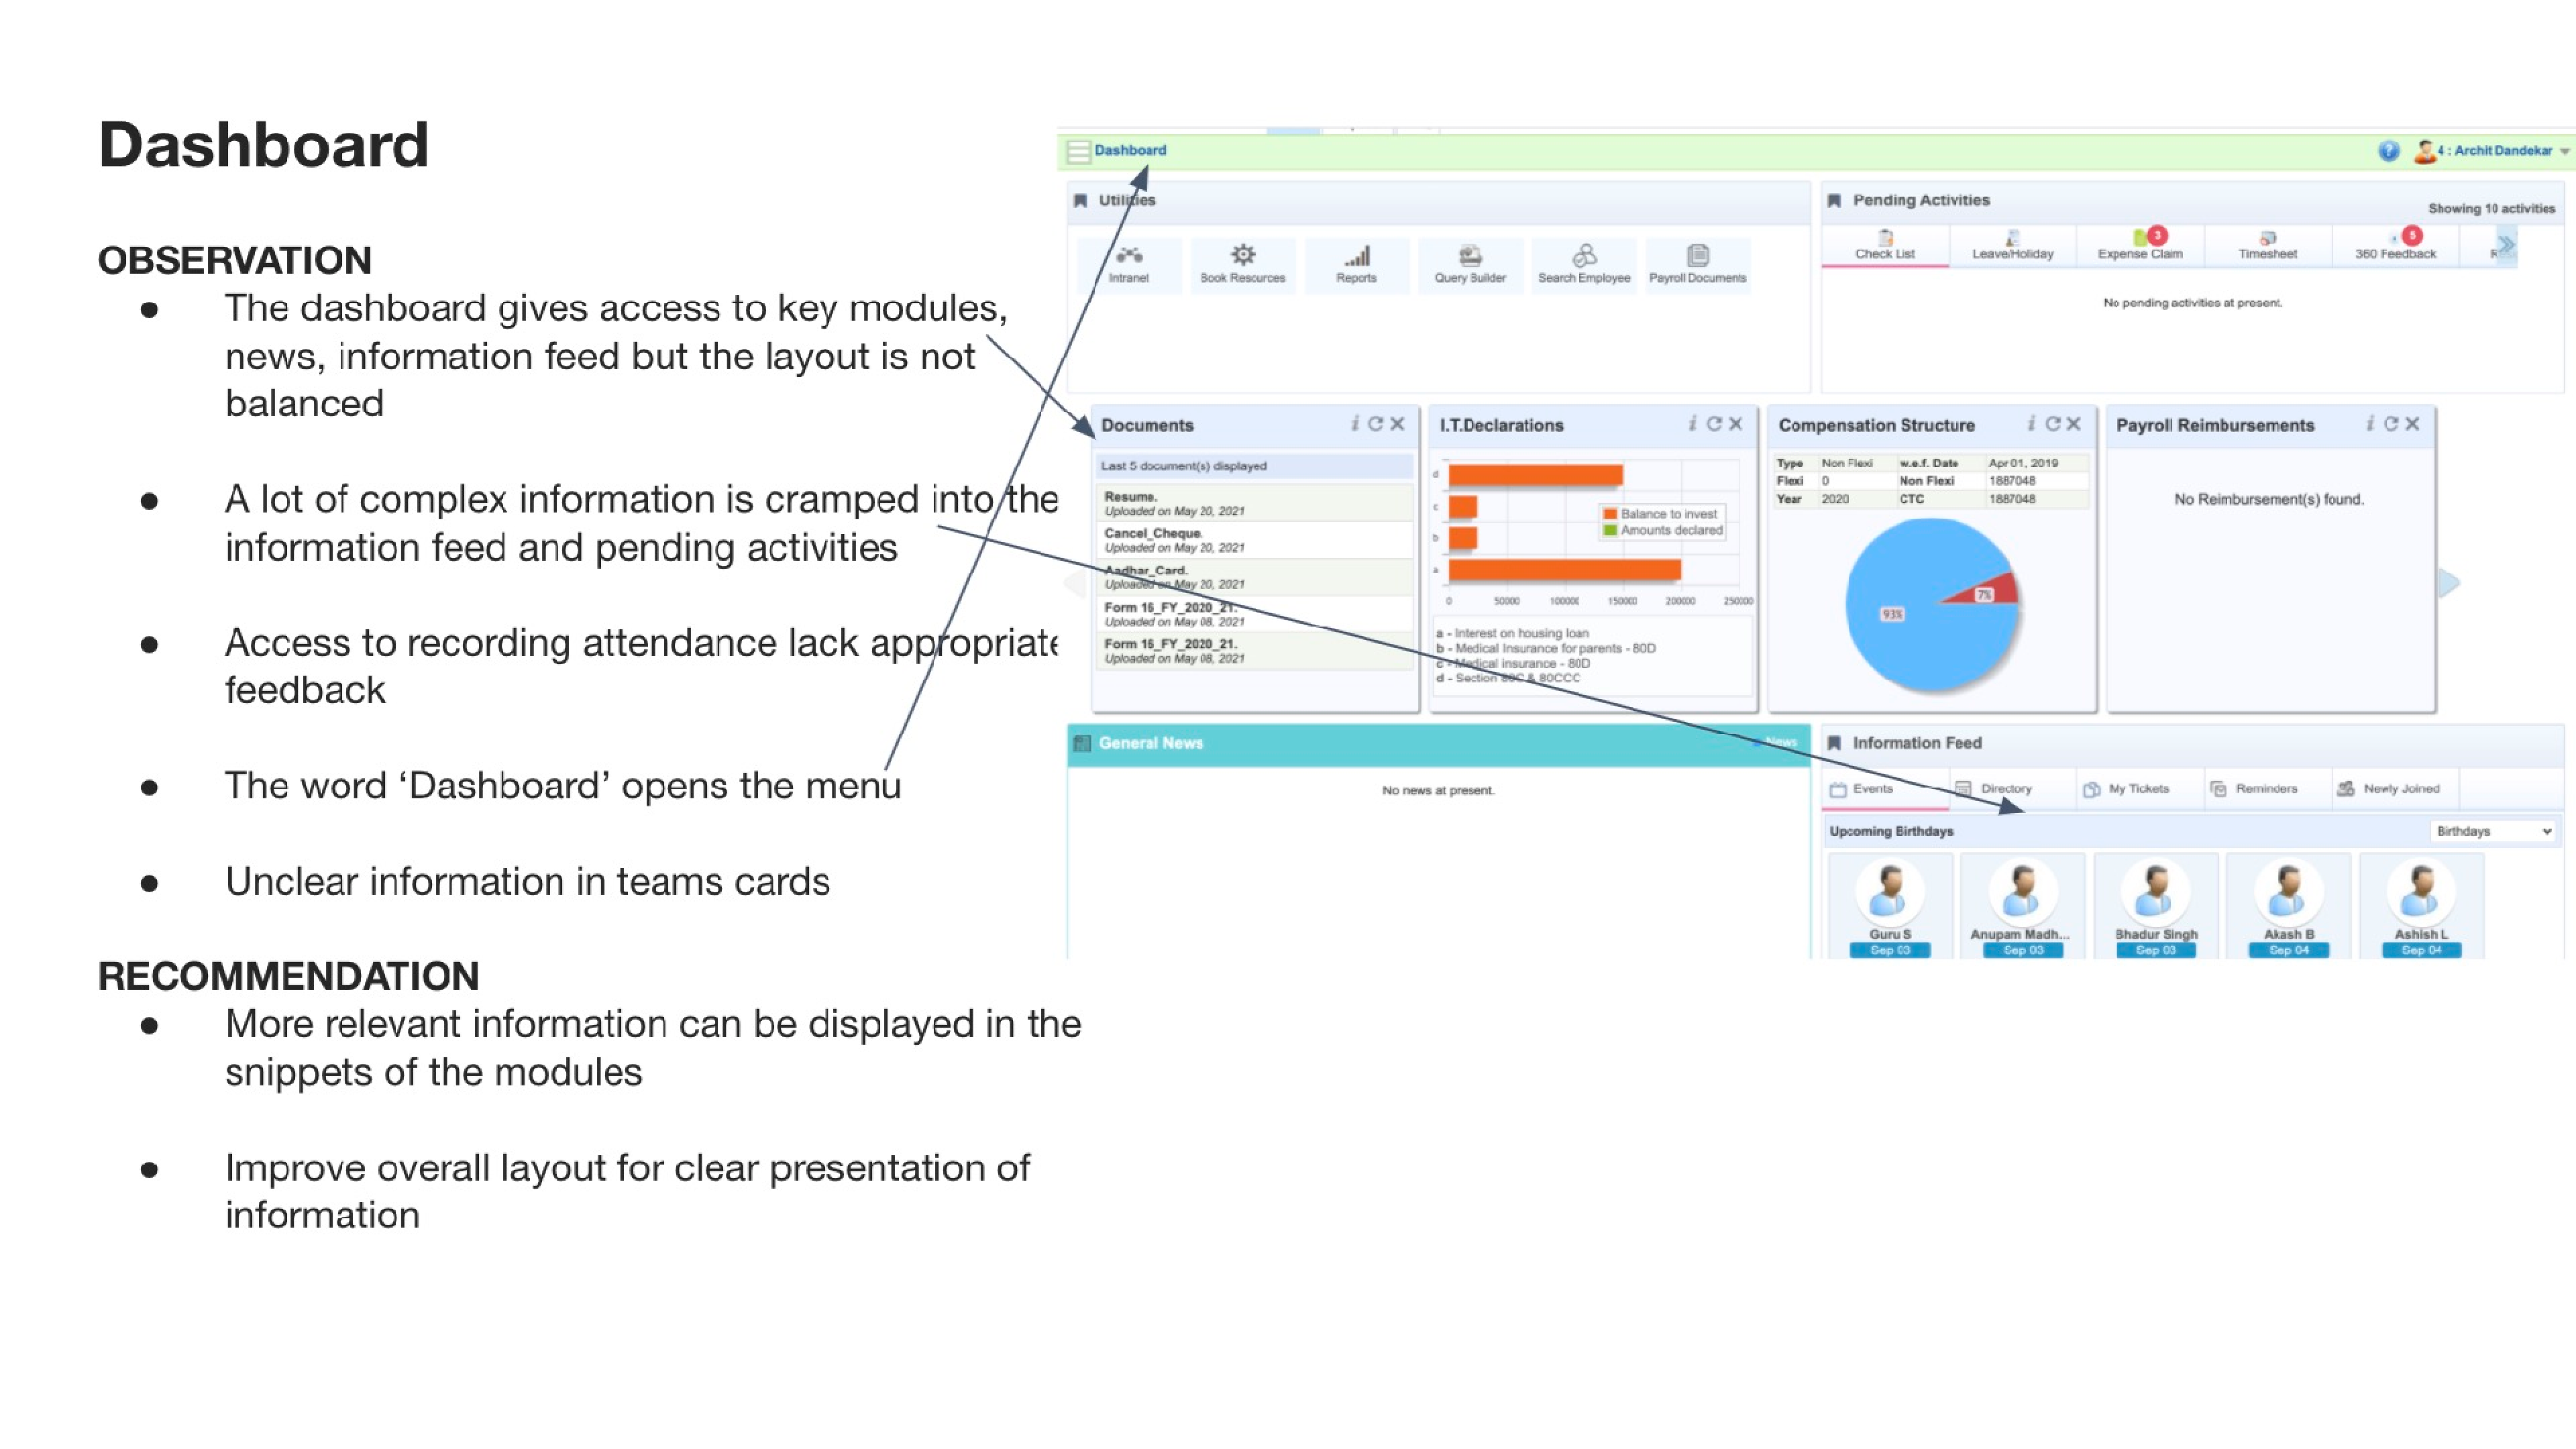 Dashboard
OBSERVATION
● The dashboard gives access to key modules,
news, information feed but the layout is not
balanced
● A lot of complex information is cramped into the
information feed and pending activities
● Access to recording attendance lack appropriate
feedback
● The word ‘Dashboard’ opens the menu
● Unclear information in teams cards
RECOMMENDATION
● More relevant information can be displayed in the
snippets of the modules
● Improve overall layout for clear presentation of
information
Dashboard
? 4 : Archit Dandekar
Utilities
Intranet Book Resources Reports Query Builder Search Employee Payroll Documents
Pending Activities
Showing 10 activities
3 5
Check List Leave/Holiday Expense Claim Timesheet 360 Feedback
No pending activities at present.
Documents
Last 5 document(s) displayed
Resume.
Uploaded on May 20, 2021
Cancel_Cheque.
Uploaded on May 20, 2021
Aadhar_Card.
Uploaded on May 20, 2021
Form 16_FY_2020_21.
Uploaded on May 08, 2021
Form 16_FY_2020_21.
Uploaded on May 08, 2021
I.T.Declarations
d
c
b
a
Balance to invest
Amounts declared
0 50000 100000 150000 200000 250000
a - Interest on housing loan
b - Medical Insurance for parents - 80D
c - Medical insurance - 80D
d - Section 80C & 80CCC
Compensation Structure
Type Non Flexi w.e.f. Date Apr 01, 2019
Flexi 0 Non Flexi 1887048
Year 2020 CTC 1887048
7%
93%
Payroll Reimbursements
No Reimbursement(s) found.
General News
News
No news at present.
Information Feed
Events Directory My Tickets Reminders Newly Joined
Upcoming Birthdays
Birthdays
Guru S Anupam Madh... Bhadur Singh Akash B Ashish L
Sep 03 Sep 03 Sep 03 Sep 04 Sep 04